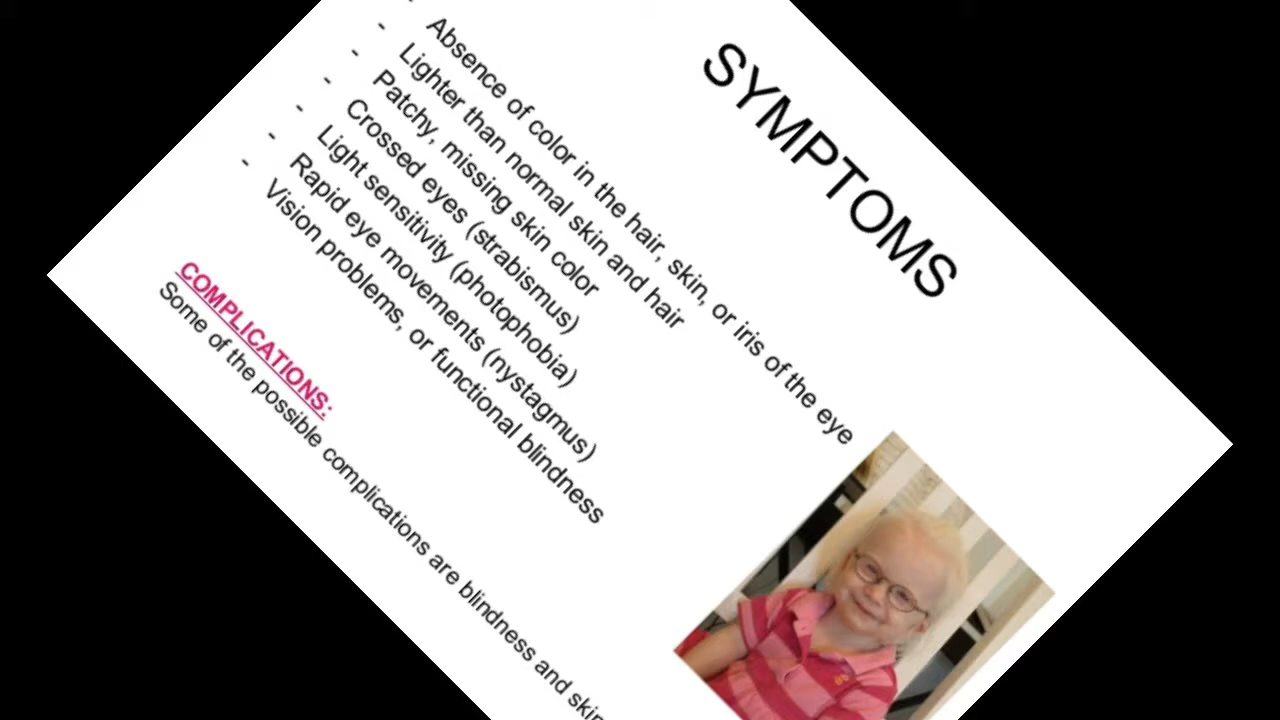 SYMPTOMS
- Absence of color in the hair, skin, or iris of the eye
- Lighter than normal skin and hair
- Patchy, missing skin color
- Crossed eyes (strabismus)
- Light sensitivity (photophobia)
- Rapid eye movements (nystagmus)
- Vision problems, or functional blindness
COMPLICATIONS:
Some of the possible complications are blindness and skin